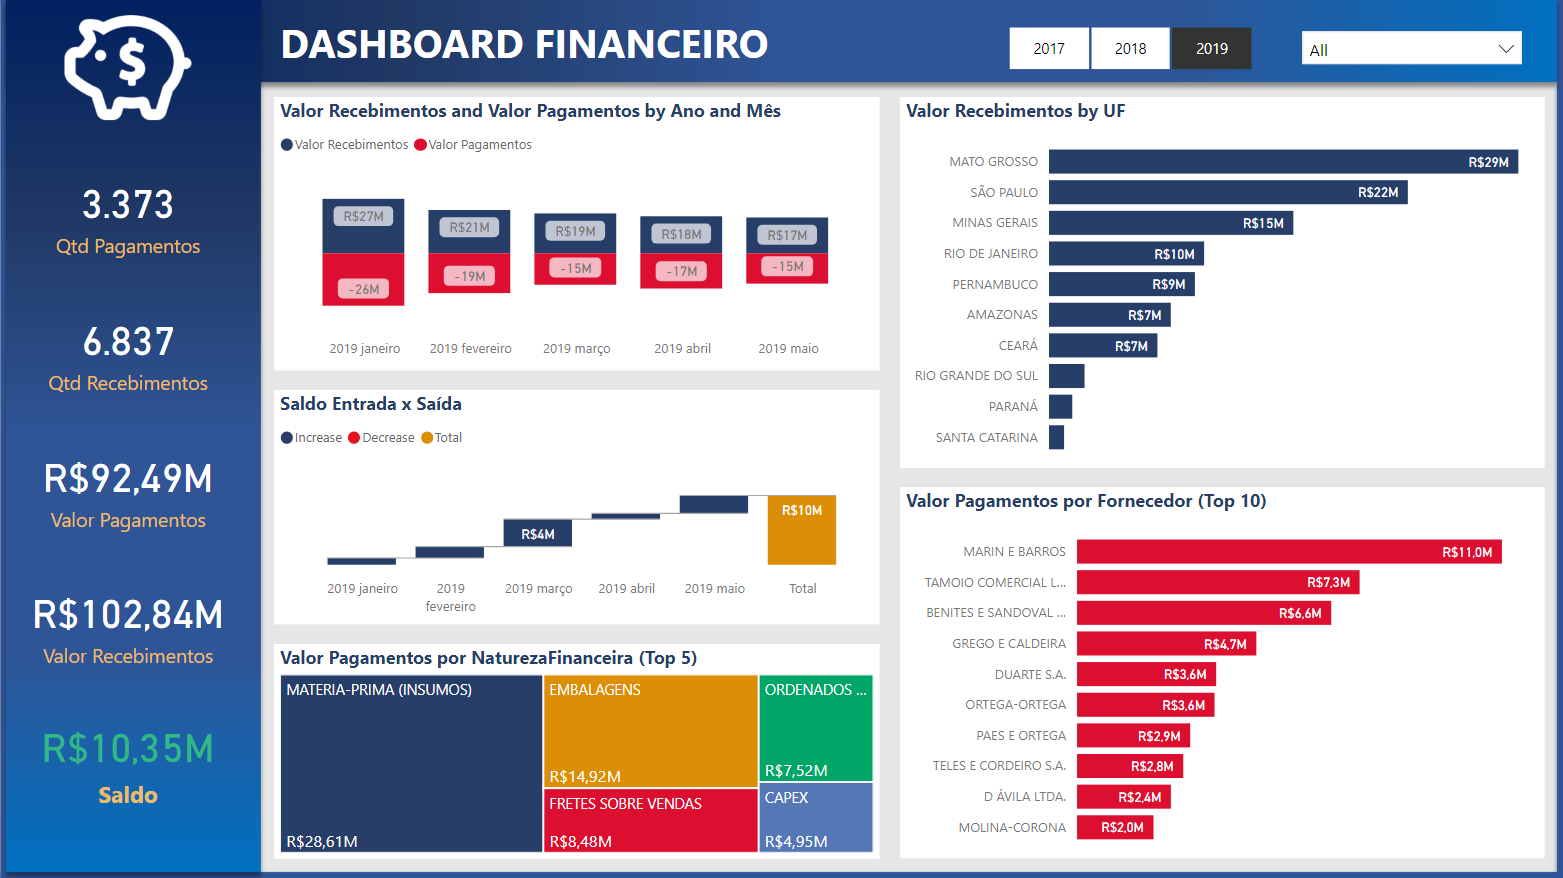 DASHBOARD FINANCEIRO
2017
2018
2019
All
3.373
Qtd Pagamentos
6.837
Qtd Recebimentos
R$92,49M
Valor Pagamentos
R$102,84M
Valor Recebimentos
R$10,35M
Saldo
Valor Recebimentos and Valor Pagamentos by Ano and Mês
Valor Recebimentos
Valor Pagamentos
R$27M
R$21M
R$19M
R$18M
R$17M
-26M
-19M
-15M
-17M
-15M
2019 janeiro
2019 fevereiro
2019 março
2019 abril
2019 maio
Saldo Entrada x Saída
Increase
Decrease
Total
R$4M
R$10M
2019 janeiro
2019
fevereiro
2019 março
2019 abril
2019 maio
Total
Valor Pagamentos por NaturezaFinanceira (Top 5)
MATERIA-PRIMA (INSUMOS)
R$28,61M
EMBALAGENS
R$14,92M
FRETES SOBRE VENDAS
R$8,48M
ORDENADOS ...
R$7,52M
CAPEX
R$4,95M
Valor Recebimentos by UF
MATO GROSSO
R$29M
SÃO PAULO
R$22M
MINAS GERAIS
R$15M
RIO DE JANEIRO
R$10M
PERNAMBUCO
R$9M
AMAZONAS
R$7M
CEARÁ
R$7M
RIO GRANDE DO SUL
PARANÁ
SANTA CATARINA
Valor Pagamentos por Fornecedor (Top 10)
MARIN E BARROS
R$11,0M
TAMOIO COMERCIAL L...
R$7,3M
BENITES E SANDOVAL ...
R$6,6M
GREGO E CALDEIRA
R$4,7M
DUARTE S.A.
R$3,6M
ORTEGA-ORTEGA
R$3,6M
PAES E ORTEGA
R$2,9M
TELES E CORDEIRO S.A.
R$2,8M
D ÁVILA LTDA.
R$2,4M
MOLINA-CORONA
R$2,0M